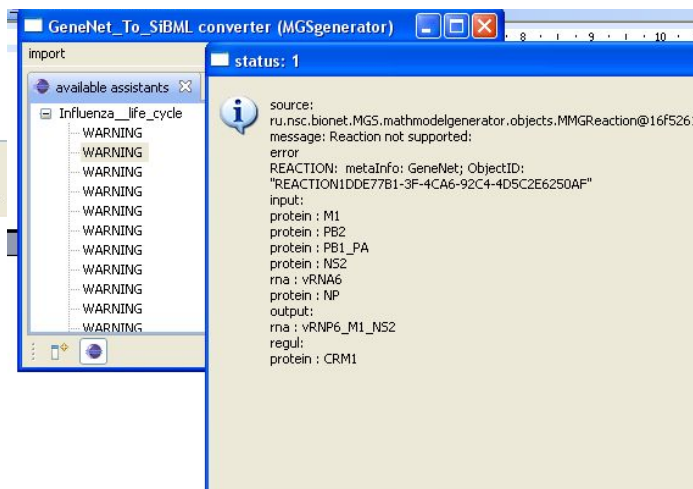 GeneNet_To_SiBML converter (MGSgenerator)
8 9 1 10
import
status: 1
available assistants
Influenza__life_cycle
WARNING
WARNING
WARNING
WARNING
WARNING
WARNING
WARNING
WARNING
WARNING
WARNING
WARNING
source:
ru.nsc.bionet.MGS.mathmodelgenerator.objects.MMGReaction@16f5261
message: Reaction not supported:
error
REACTION: metaInfo: GeneNet; ObjectID:
"REACTION1DDE77B1-3F-4CA6-92C4-4D5C2E6250AF"
input:
protein : M1
protein : PB2
protein : PB1_PA
protein : NS2
rna : vRNA6
protein : NP
output:
rna : vRNP6_M1_NS2
regul:
protein : CRM1